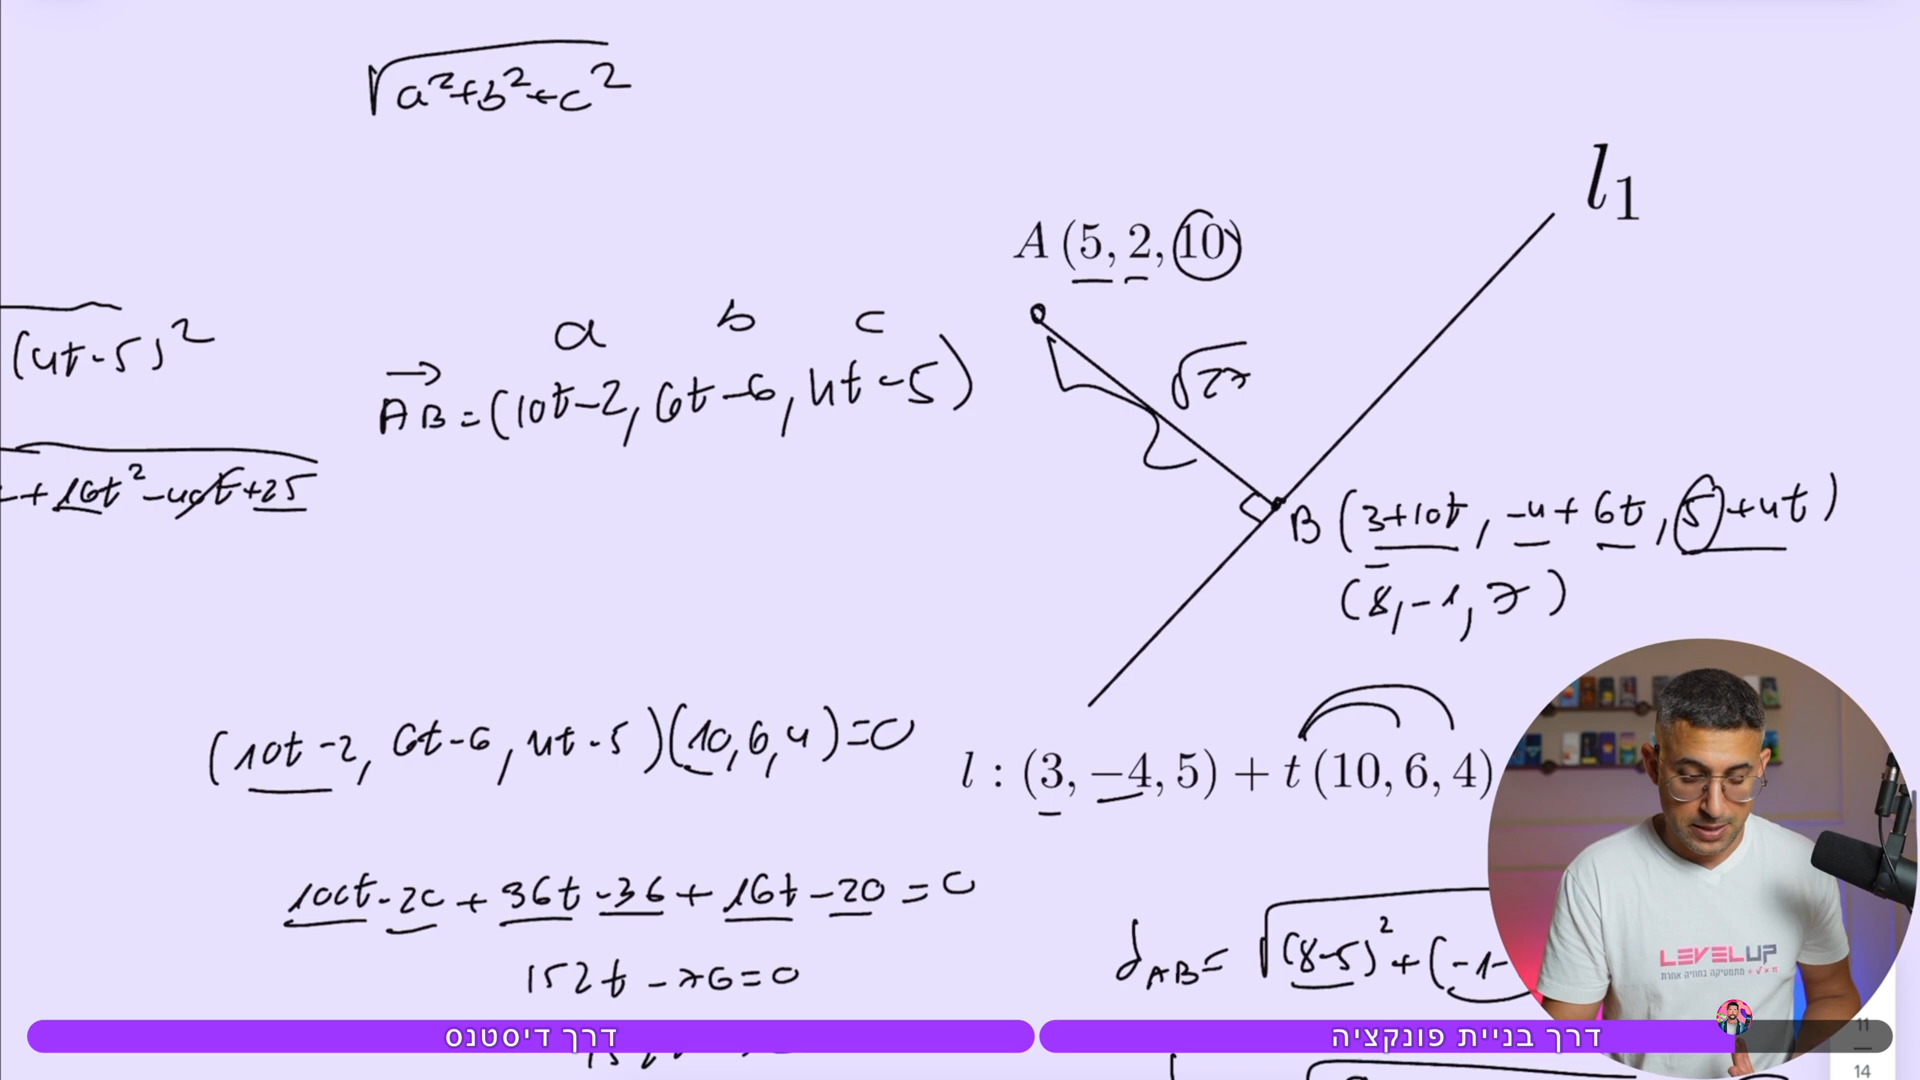 √a²+b²+c²
l₁
A (5, 2, 10)
a b c
(4t-5)²
AB = (10t-2, 6t-6, 4t-5)
√27
+16t²-40t+25
B (3+10t, -4+6t, 5+4t)
(8, -1, 7)
(10t-2, 6t-6, 4t-5)(10, 6, 4)=0
l : (3, −4, 5) + t (10, 6, 4)
100t-20 + 36t-36 + 16t-20 = 0
d AB = √(8-5)² + (-1-
152t - 76 = 0
LEVELUP
מתמטיקה בחוויה אחרת
דרך דיסטנס
דרך בניית פונקציה
11
14